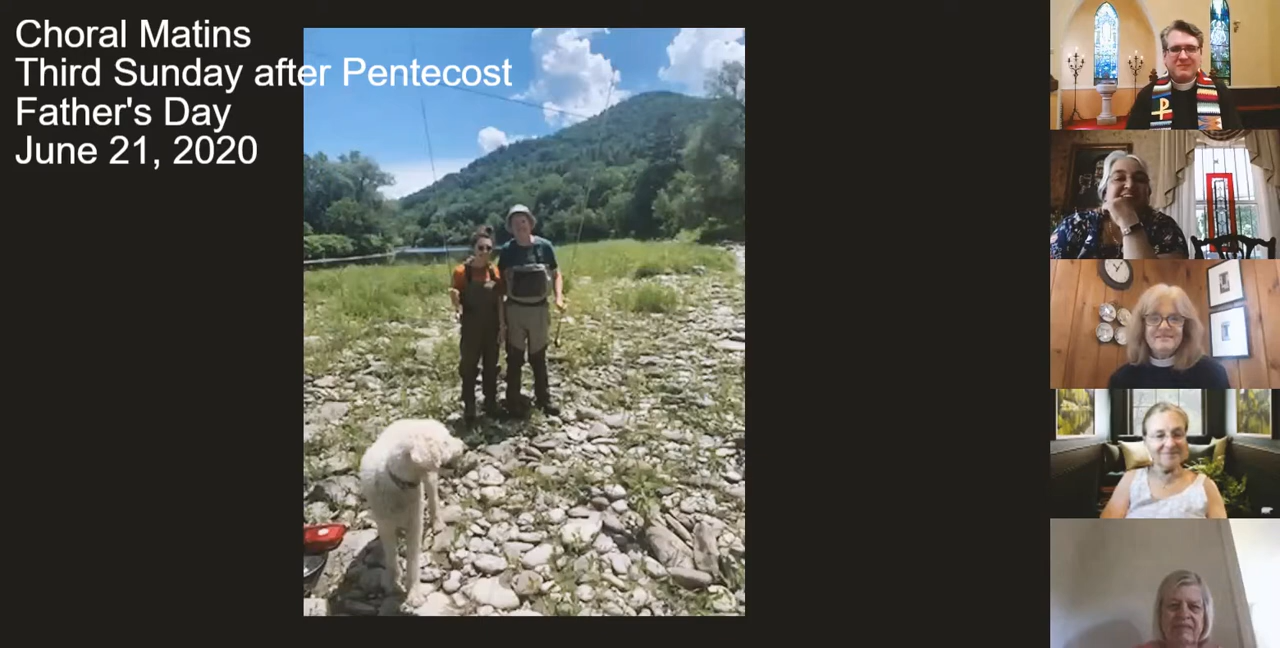 Choral Matins
Third Sunday after Pentecost
Father's Day
June 21, 2020